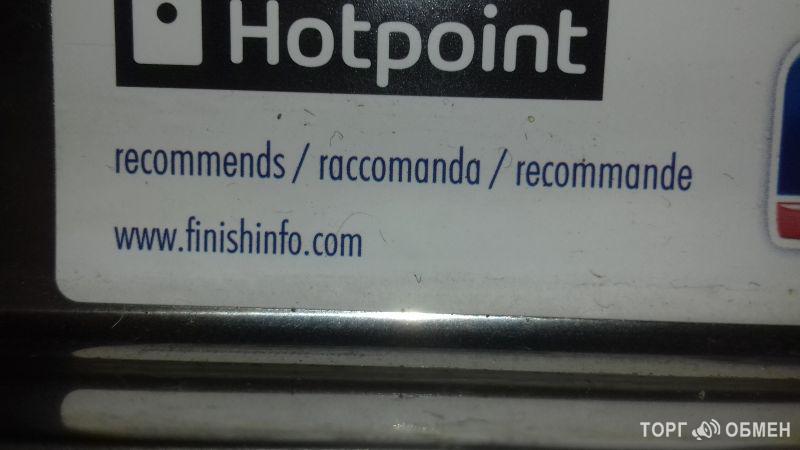 Hotpoint
recommends / raccomanda / recommande
www.finishinfo.com
ТОРГ ОБМЕН